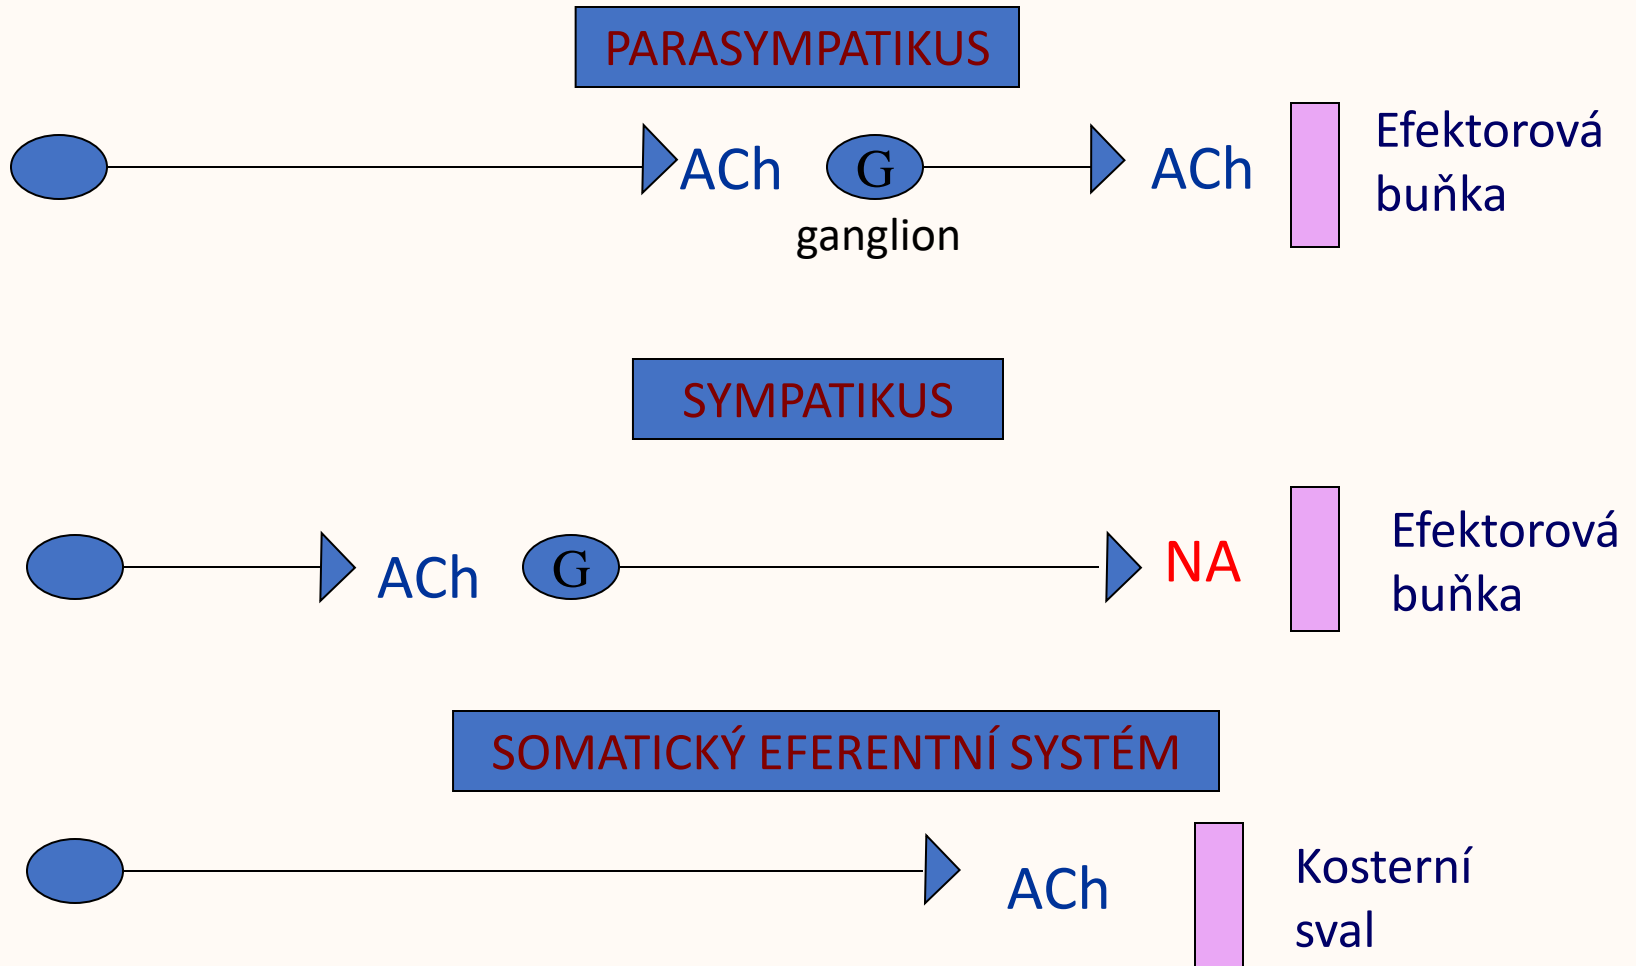 PARASYMPATIKUS
ACh
G
ACh
Efektorová
buňka
ganglion
SYMPATIKUS
ACh
G
NA
Efektorová
buňka
SOMATICKÝ EFERENTNÍ SYSTÉM
ACh
Kosterní
sval